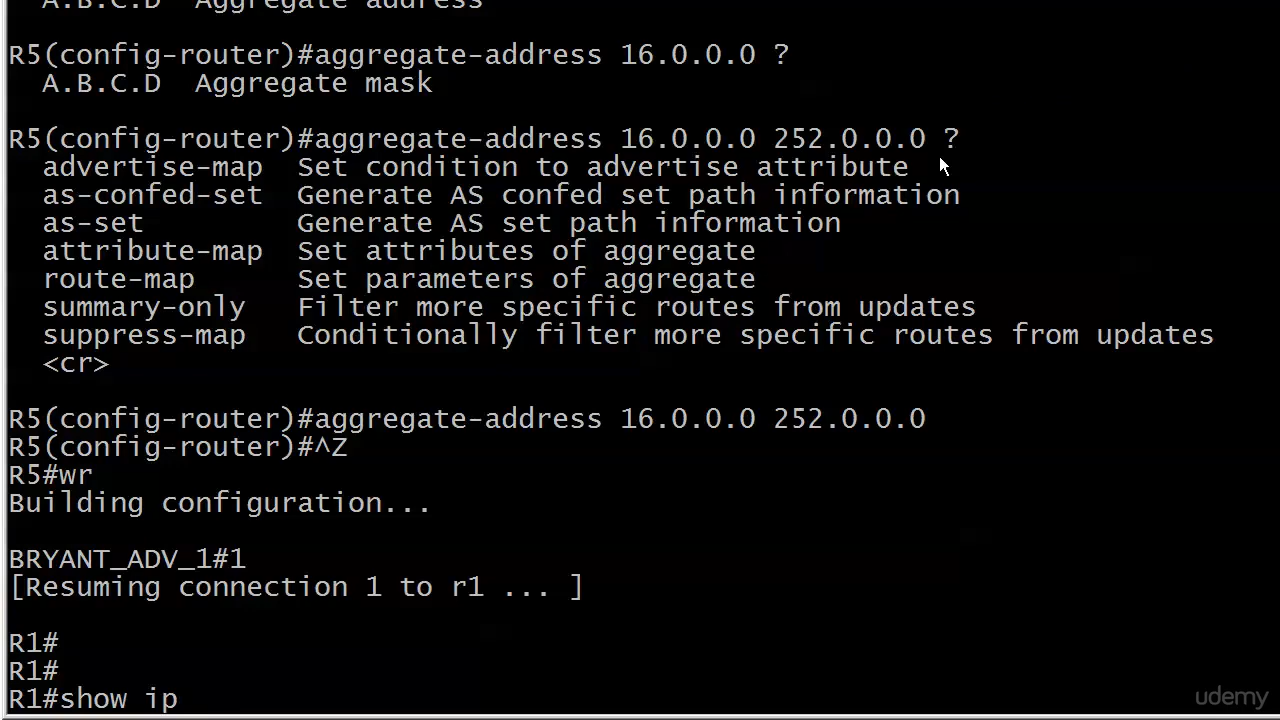 A.B.C.D  Aggregate address
R5(config-router)#aggregate-address 16.0.0.0 ?
A.B.C.D  Aggregate mask
R5(config-router)#aggregate-address 16.0.0.0 252.0.0.0 ?
advertise-map  Set condition to advertise attribute
as-confed-set  Generate AS confed set path information
as-set         Generate AS set path information
attribute-map  Set attributes of aggregate
route-map      Set parameters of aggregate
summary-only   Filter more specific routes from updates
suppress-map   Conditionally filter more specific routes from updates
<cr>
R5(config-router)#aggregate-address 16.0.0.0 252.0.0.0
R5(config-router)#^Z
R5#wr
Building configuration...
BRYANT_ADV_1#1
[Resuming connection 1 to r1 ... ]
R1#
R1#
R1#show ip
udemy